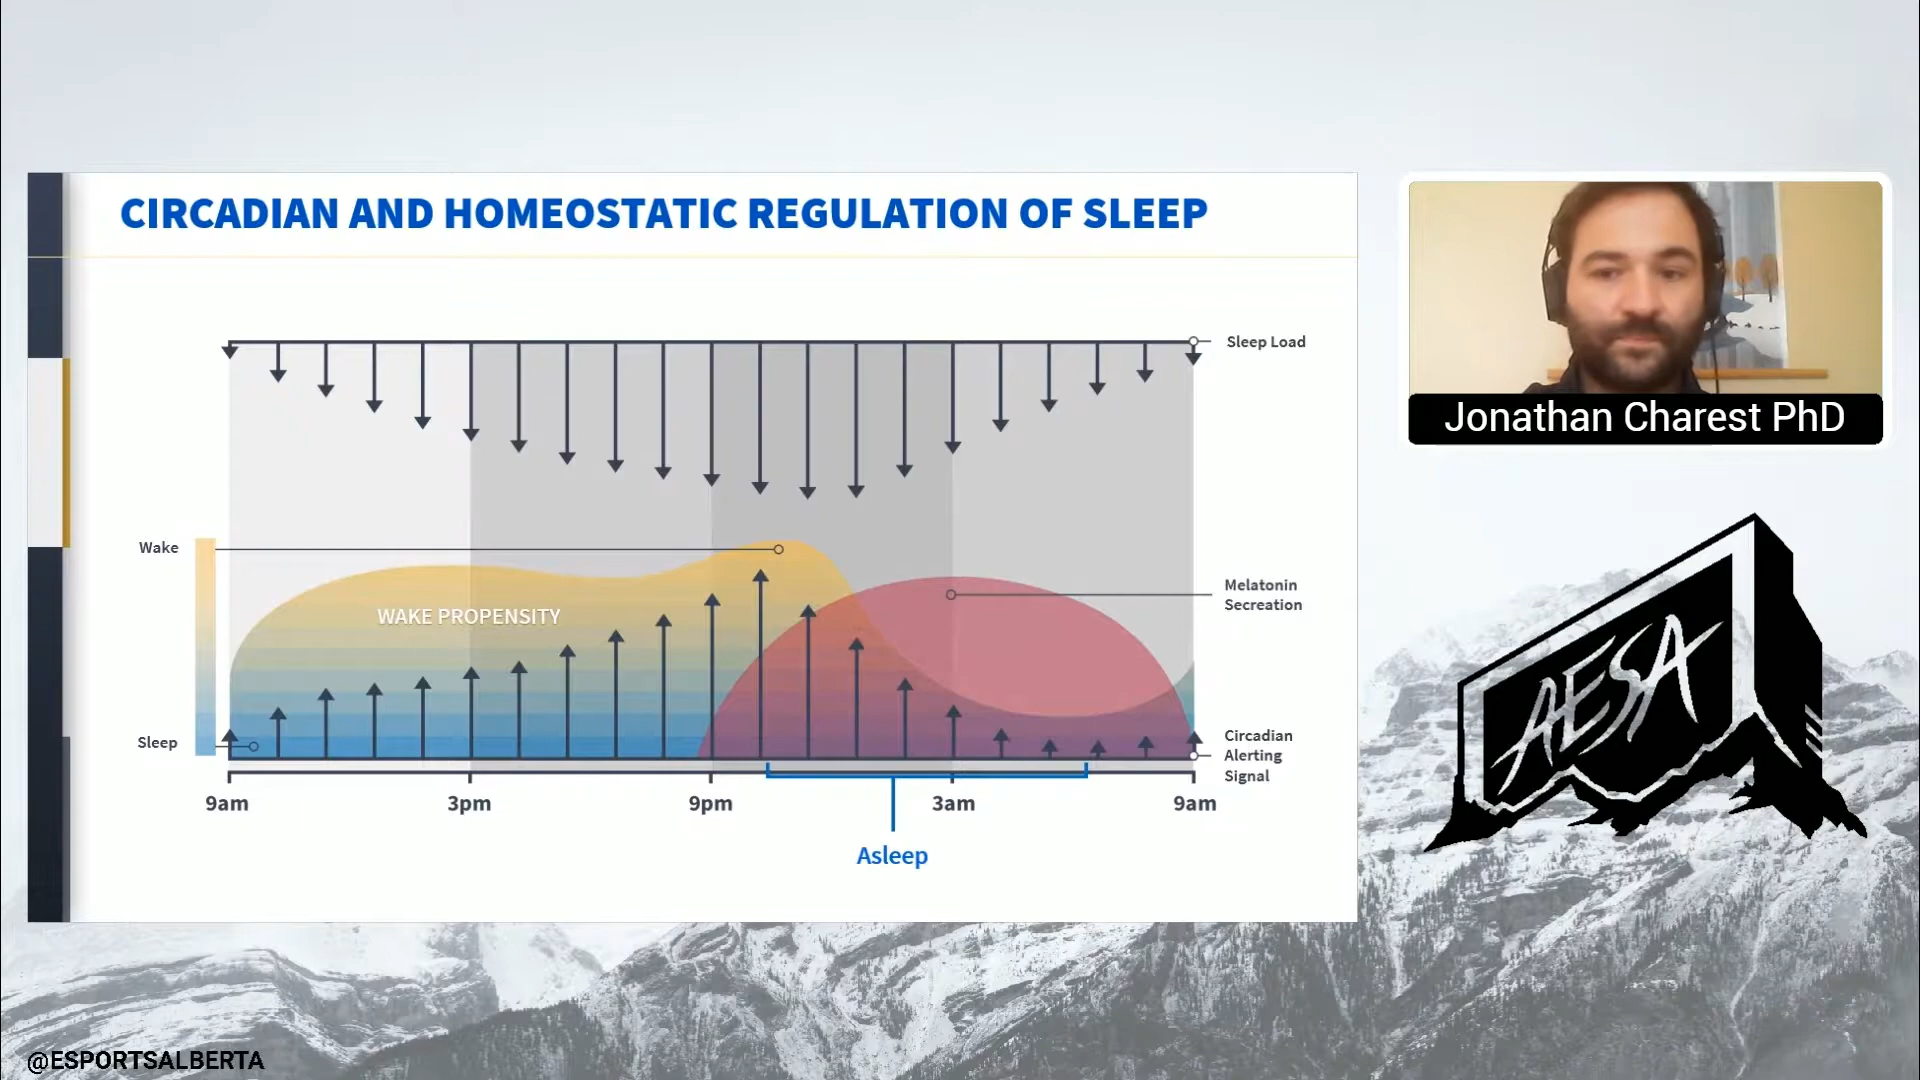 CIRCADIAN AND HOMEOSTATIC REGULATION OF SLEEP
Sleep Load
Wake
WAKE PROPENSITY
Melatonin
Secreation
Sleep
Circadian
Alerting
Signal
9am
3pm
9pm
3am
9am
Asleep
Jonathan Charest PhD
AESA
@ESPORTSALBERTA